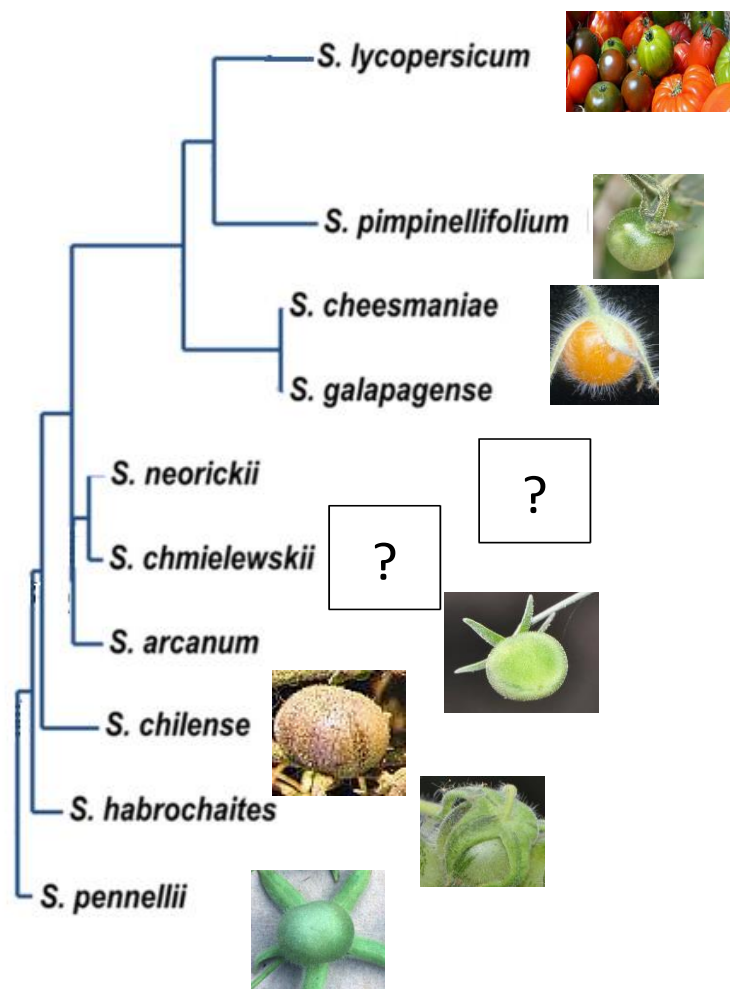 S. lycopersicum
S. pimpinellifolium
S. cheesmaniae
S. galapagense
?
S. neorickii
?
S. chmielewskii
S. arcanum
S. chilense
S. habrochaites
S. pennellii